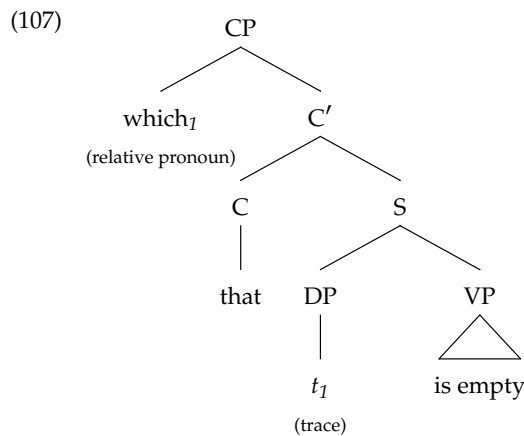 (107)
CP
which1 C′
(relative pronoun)
C S
that DP VP
t1 is empty
(trace)